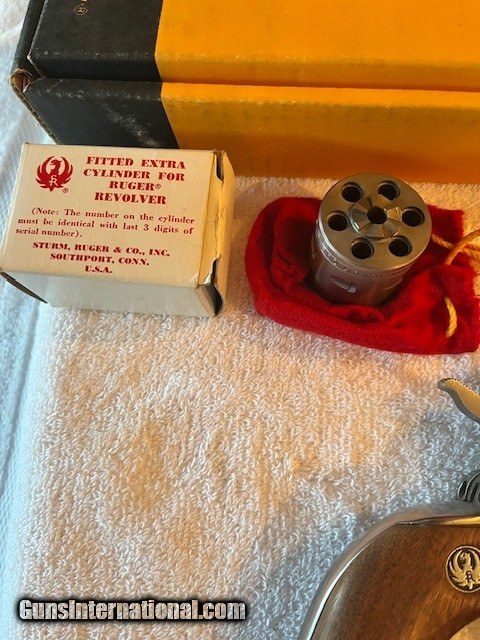 FITTED EXTRA
CYLINDER FOR
RUGER®
REVOLVER
(Note: The number on the cylinder
must be identical with last 3 digits of
serial number).
STURM, RUGER & CO., INC.
SOUTHPORT, CONN.
U.S.A.
GunsInternational.com